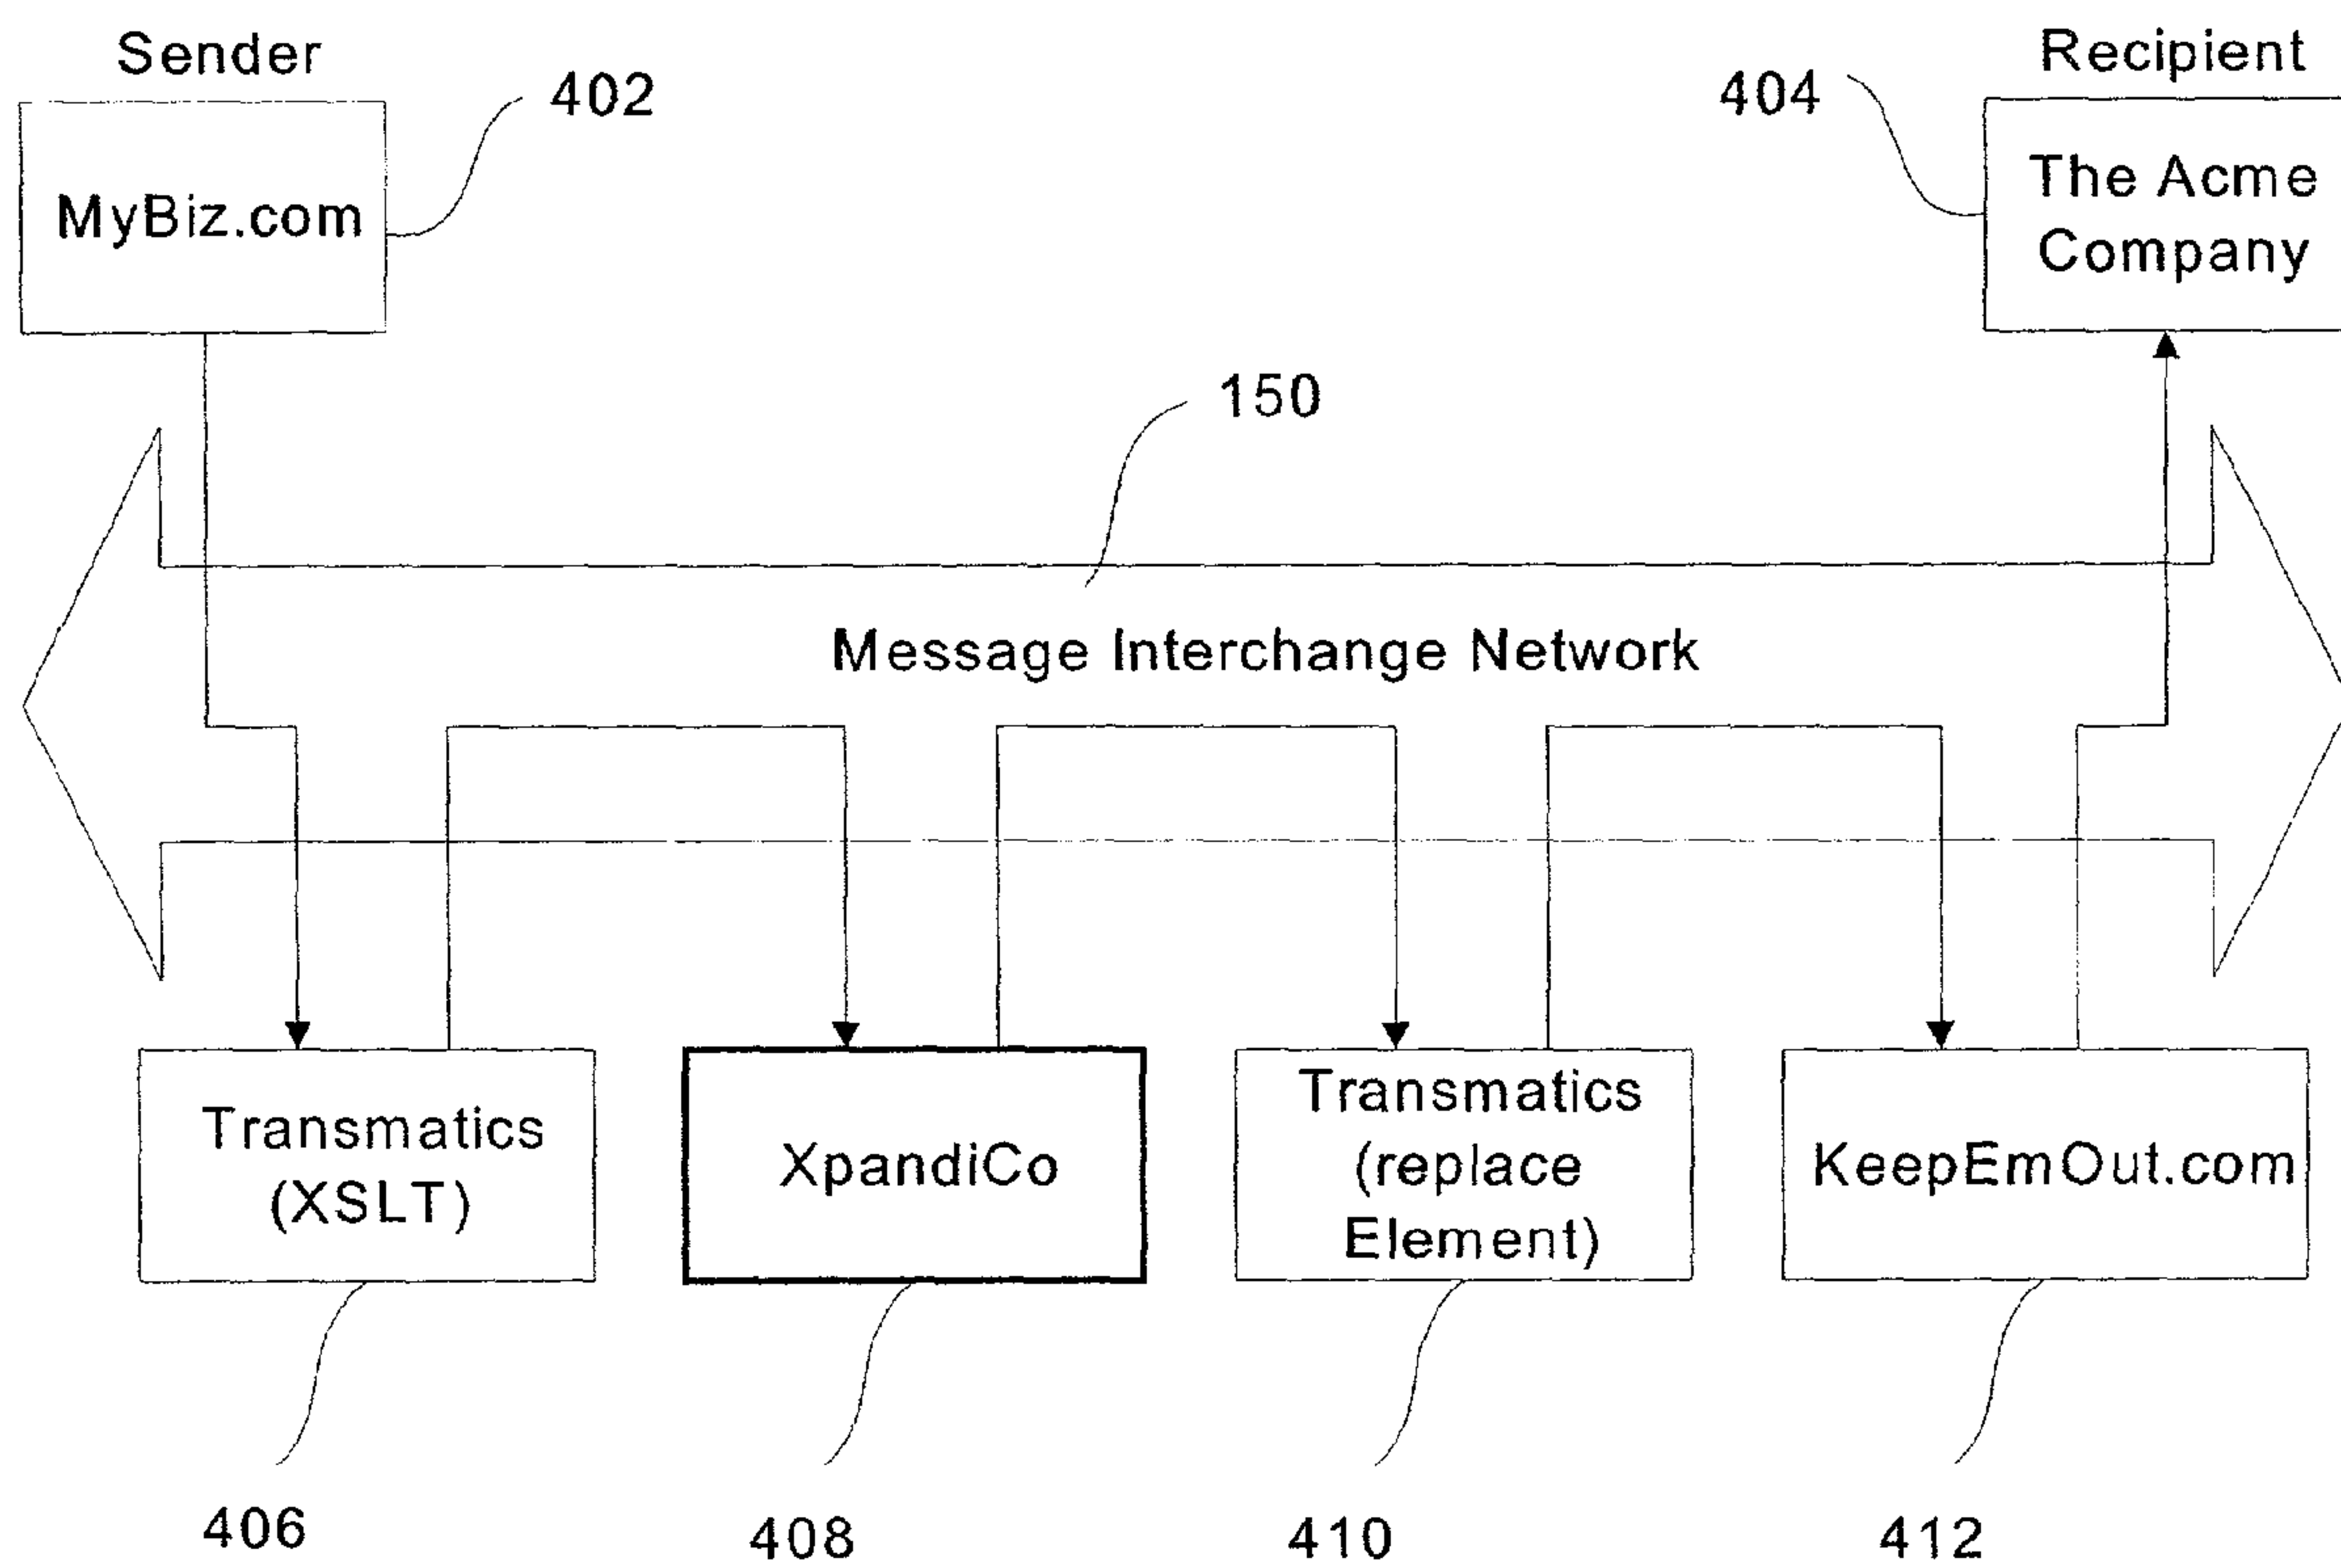 Sender
402
MyBiz.com
Recipient
404
The Acme
Company
150
Message Interchange Network
Transmatics
(XSLT)
XpandiCo
Transmatics
(replace
Element)
KeepEmOut.com
406
408
410
412